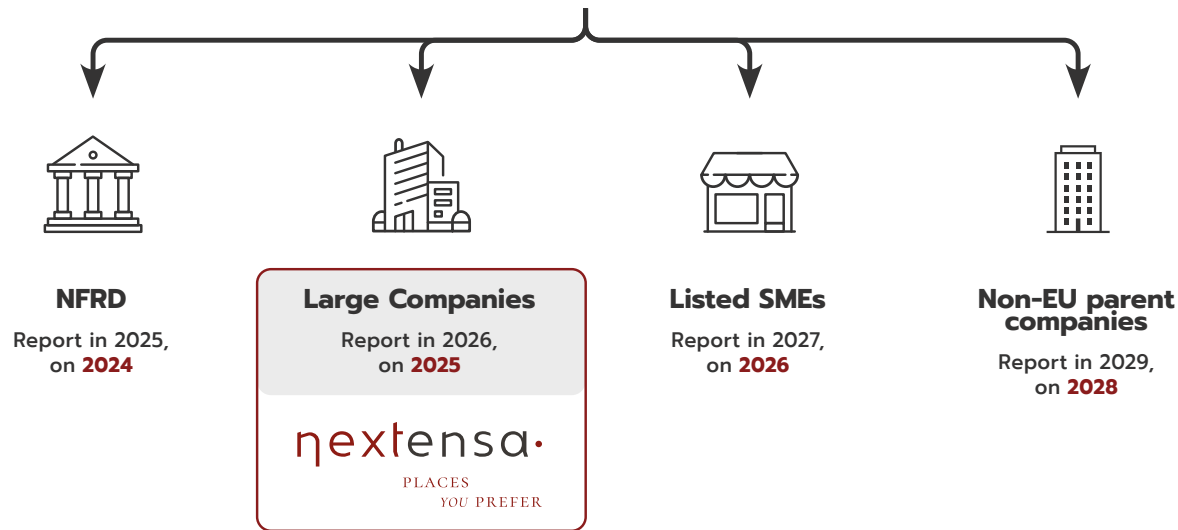 NFRD
Report in 2025,
on 2024
Large Companies
Report in 2026,
on 2025
nextensa.
PLACES
YOU PREFER
Listed SMEs
Report in 2027,
on 2026
Non-EU parent
companies
Report in 2029,
on 2028